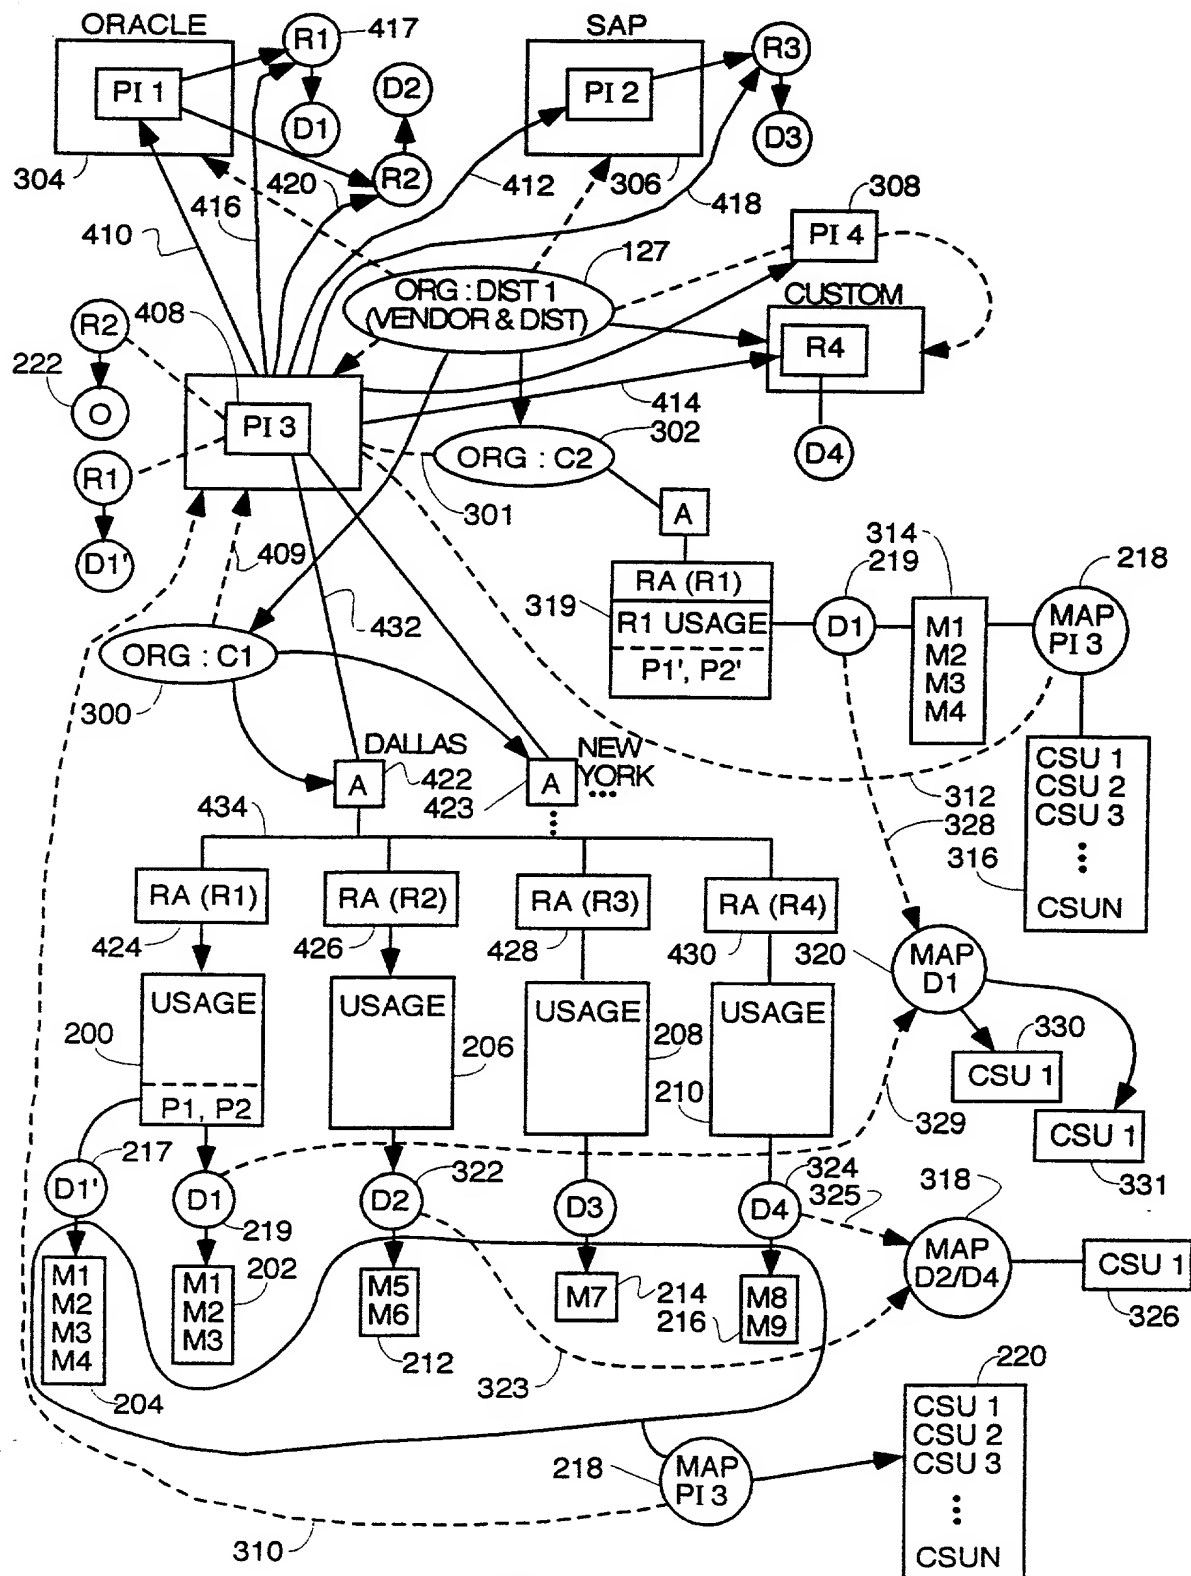 ORACLE
R1
417
SAP
R3
PI 1
D2
PI 2
D1
D3
304
R2
420
412
306
418
308
416
PI 4
410
127
ORG : DIST 1
(VENDOR & DIST)
CUSTOM
408
R2
R4
222
O
414
PI 3
302
ORG : C2
D4
R1
301
A
D1'
409
314
219
218
RA (R1)
319
R1 USAGE
P1', P2'
D1
M1
M2
M3
M4
MAP
PI 3
432
ORG : C1
300
DALLAS
NEW
YORK
...
A
422
423
A
312
328
CSU 1
CSU 2
CSU 3
316
CSUN
434
RA (R1)
RA (R2)
RA (R3)
RA (R4)
424
426
428
430
320
MAP
D1
USAGE
USAGE
USAGE
USAGE
200
206
208
210
330
CSU 1
P1, P2
329
CSU 1
331
217
322
324
325
318
D1'
D1
D2
D3
D4
219
MAP
D2/D4
CSU 1
326
M1
M2
M3
M4
202
M1
M2
M3
M5
M6
M7
214
216
M8
M9
204
212
323
220
CSU 1
CSU 2
CSU 3
CSUN
218
MAP
PI 3
310